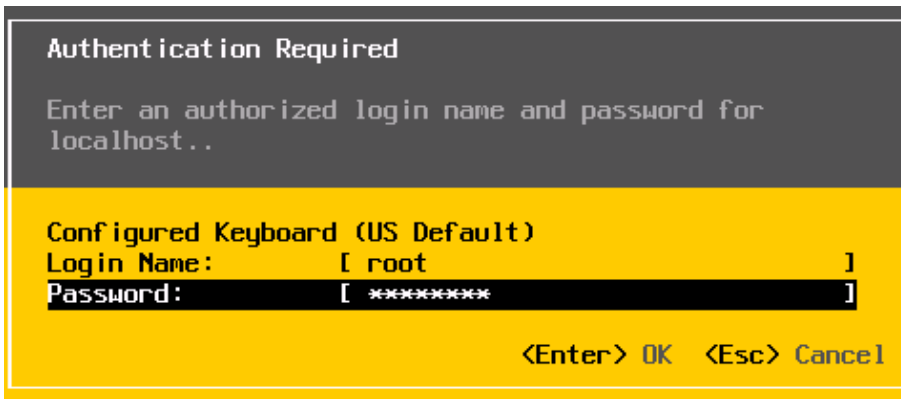 Authentication Required
Enter an authorized login name and password for
localhost..
Configured Keyboard (US Default)
Login Name: [ root ]
Password: [ ******** ]
<Enter> OK <Esc> Cancel